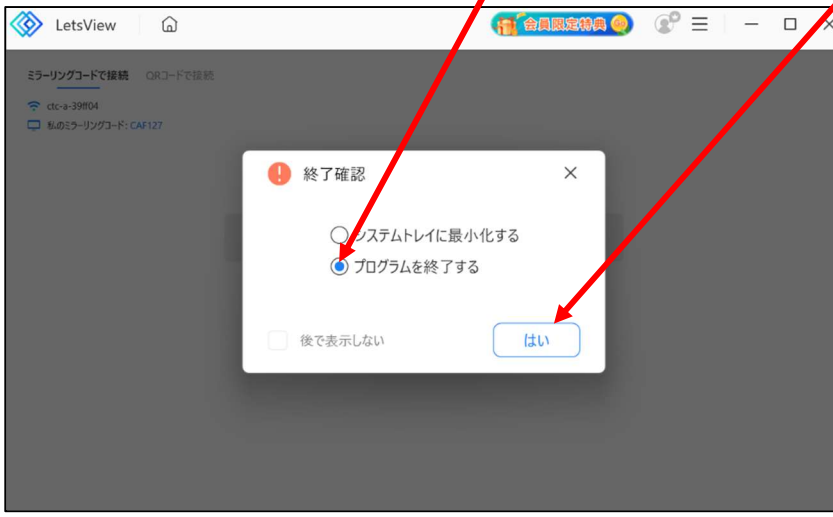 LetsView
会員限定特典 GO
ミラーリングコードで接続 QRコードで接続
ctc-a-39ff04
私のミラーリングコード: CAF127
終了確認
システムトレイに最小化する
プログラムを終了する
後で表示しない
はい